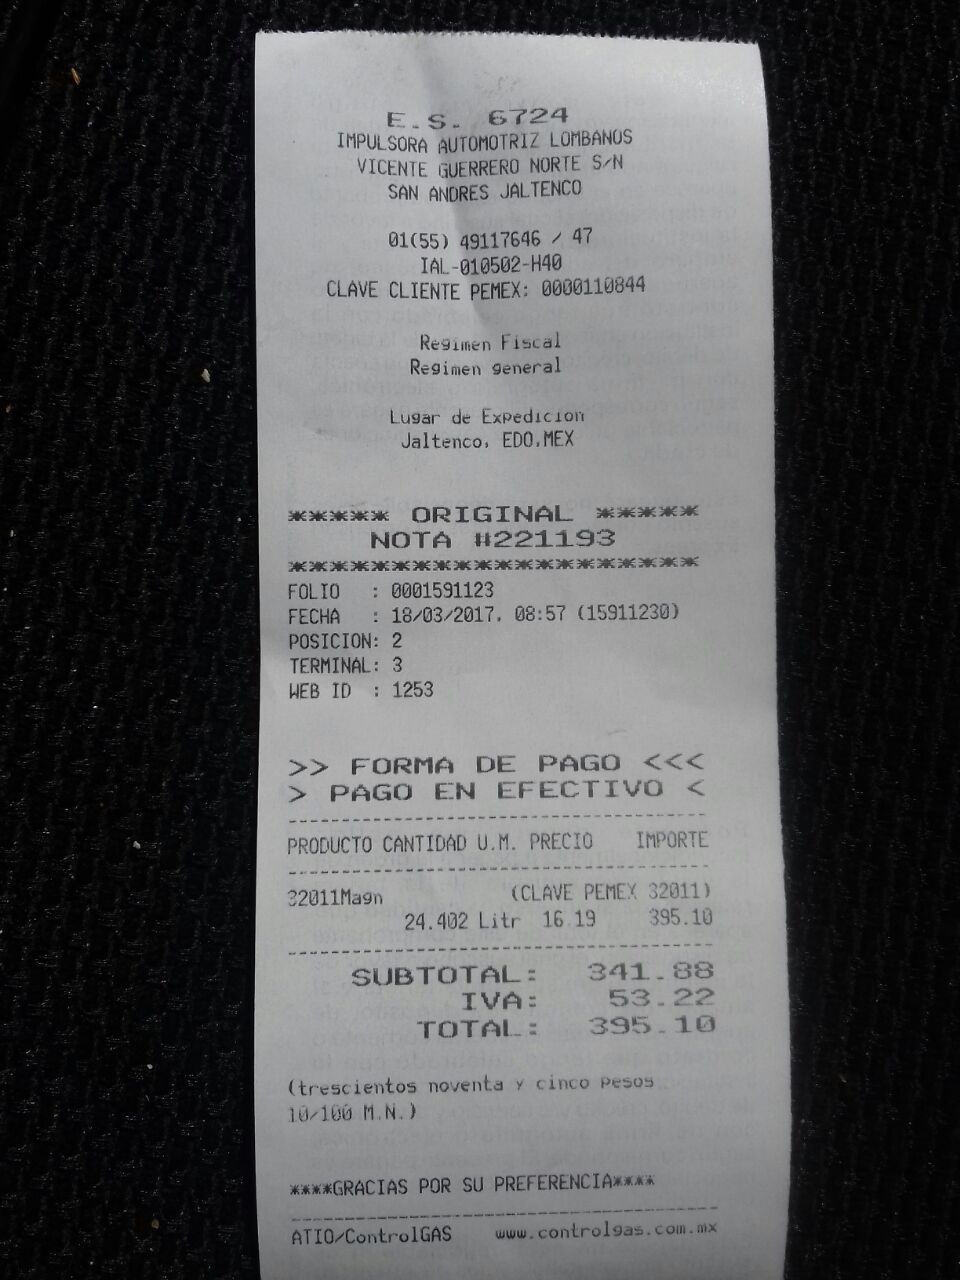 E.S. 6724
IMPULSORA AUTOMOTRIZ LOMBANOS
VICENTE GUERRERO NORTE S/N
SAN ANDRES JALTENCO
01(55) 49117646 / 47
IAL-010502-H40
CLAVE CLIENTE PEMEX: 0000110844
Regimen Fiscal
Regimen general
Lugar de Expedicion
Jaltenco, EDO.MEX
***** ORIGINAL *****
NOTA #221193
********************
FOLIO : 0001591123
FECHA : 18/03/2017, 08:57 (15911230)
POSICION: 2
TERMINAL: 3
WEB ID : 1253
>> FORMA DE PAGO <<<
> PAGO EN EFECTIVO <
PRODUCTO CANTIDAD U.M. PRECIO IMPORTE
32011Magn (CLAVE PEMEX 32011)
24.402 Litr 16.19 395.10
SUBTOTAL: 341.88
IVA: 53.22
TOTAL: 395.10
(trescientos noventa y cinco pesos
10/100 M.N.)
****GRACIAS POR SU PREFERENCIA****
ATIO/ControlGAS www.controlgas.com.mx